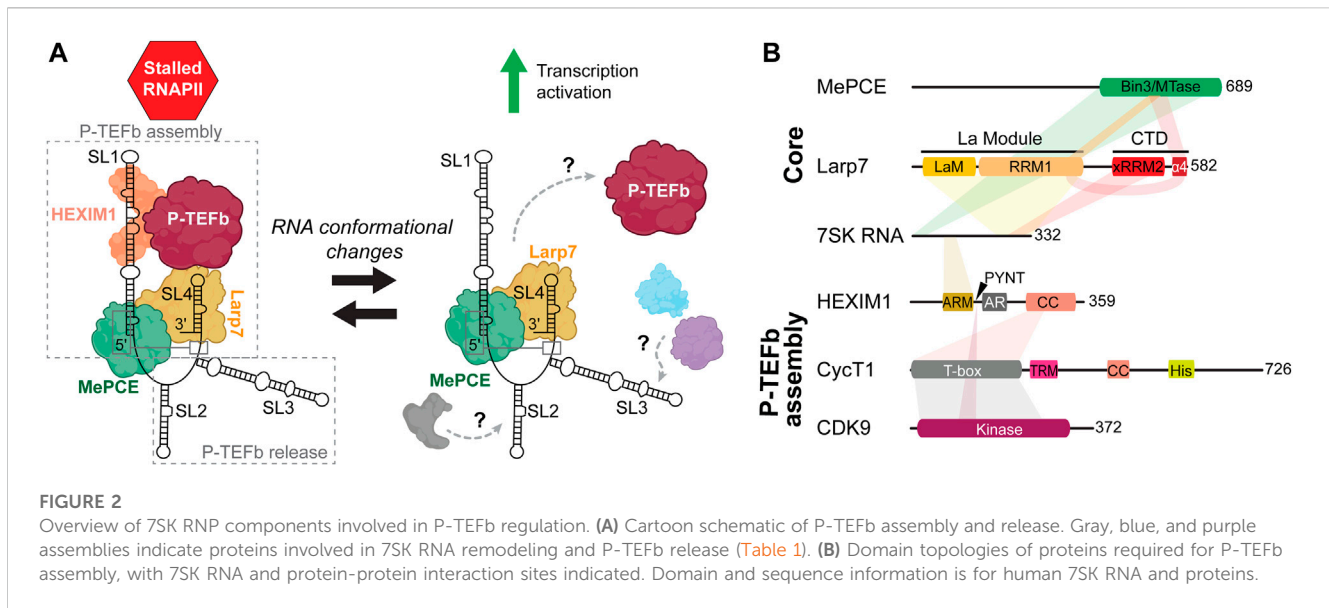 A
Stalled
RNAPII
P-TEFb assembly
SL1
HEXIM1
P-TEFb
SL4
Larp7
3'
5'
MePCE
SL2
SL3
P-TEFb release
RNA conformational
changes
Transcription
activation
SL1
?
P-TEFb
Larp7
SL4
3'
5'
MePCE
?
SL2
SL3
?
B
Core
P-TEFb
assembly
MePCE
Bin3/MTase
689
La Module
CTD
Larp7
LaM
RRM1
xRRM2
α4
582
7SK RNA
332
PYNT
HEXIM1
ARM
AR
CC
359
CycT1
T-box
TRM
CC
His
726
CDK9
Kinase
372
FIGURE 2
Overview of 7SK RNP components involved in P-TEFb regulation. (A) Cartoon schematic of P-TEFb assembly and release. Gray, blue, and purple
assemblies indicate proteins involved in 7SK RNA remodeling and P-TEFb release (Table 1). (B) Domain topologies of proteins required for P-TEFb
assembly, with 7SK RNA and protein-protein interaction sites indicated. Domain and sequence information is for human 7SK RNA and proteins.